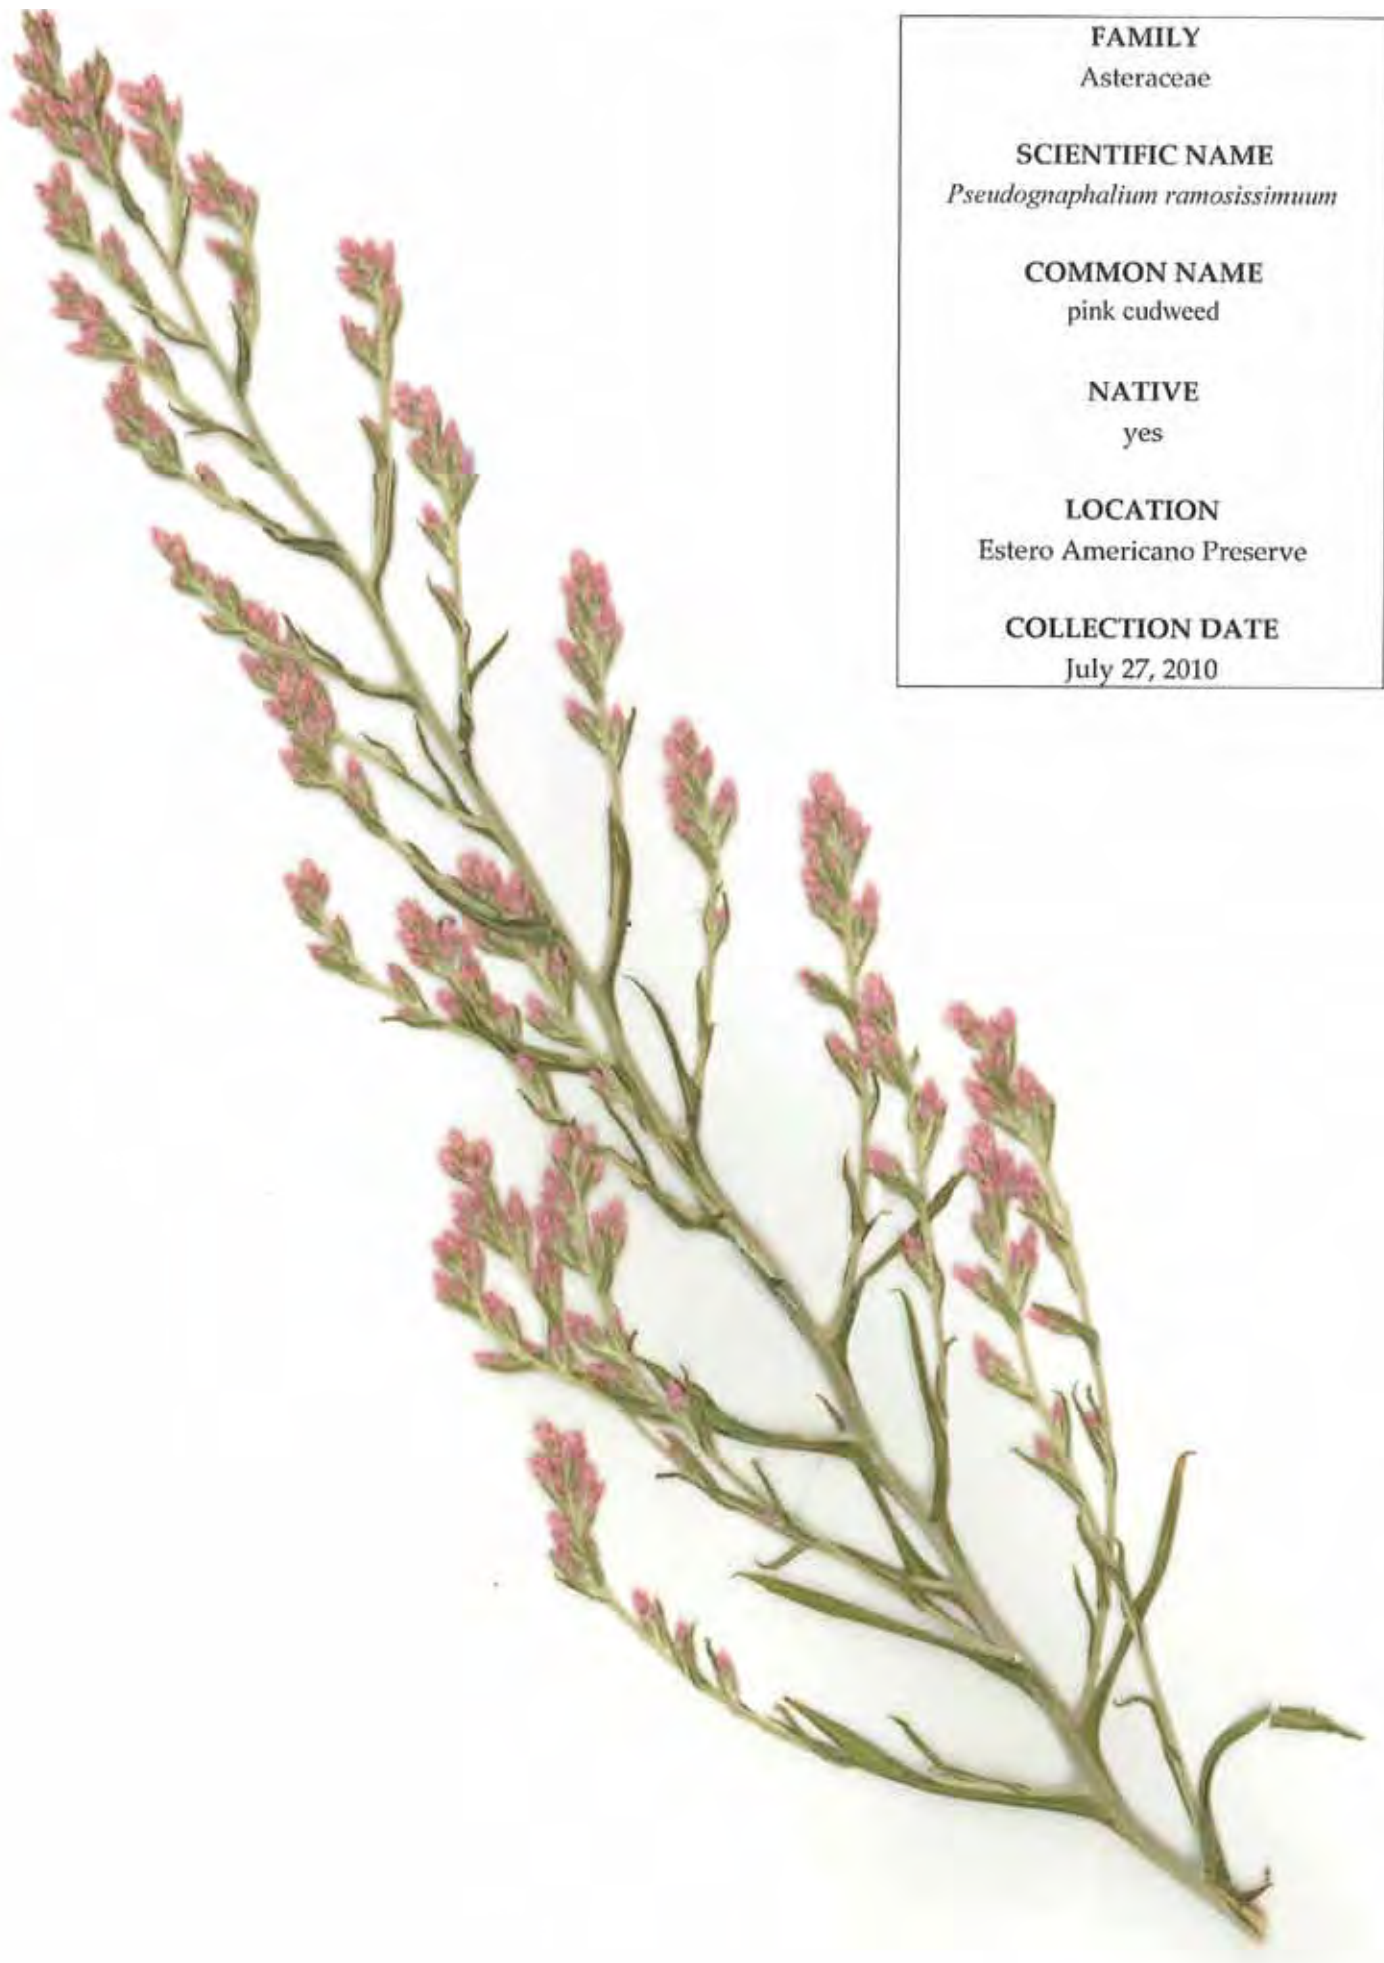 FAMILY
Asteraceae
SCIENTIFIC NAME
Pseudognaphalium ramosissimuum
COMMON NAME
pink cudweed
NATIVE
yes
LOCATION
Estero Americano Preserve
COLLECTION DATE
July 27, 2010